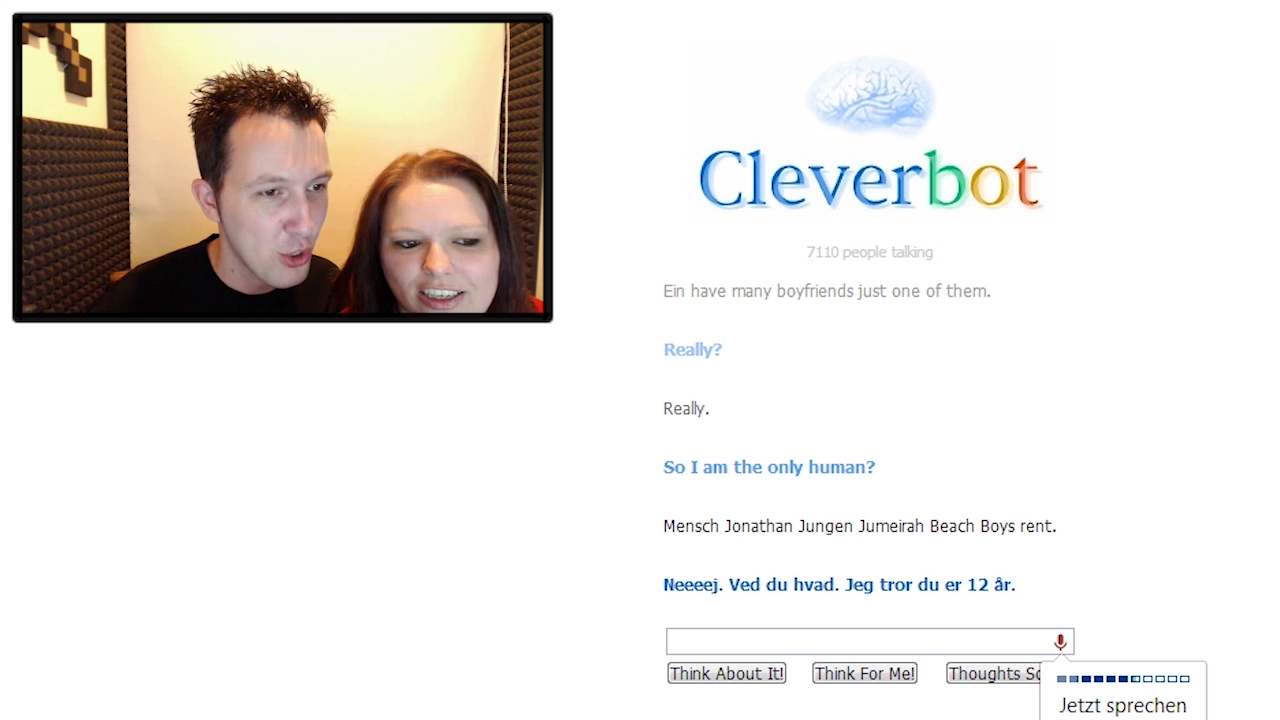 Cleverbot
7110 people talking
Ein have many boyfriends just one of them.
Really?
Really.
So I am the only human?
Mensch Jonathan Jungen Jumeirah Beach Boys rent.
Neeeej. Ved du hvad. Jeg tror du er 12 år.
Think About It! Think For Me! Thoughts So
Jetzt sprechen